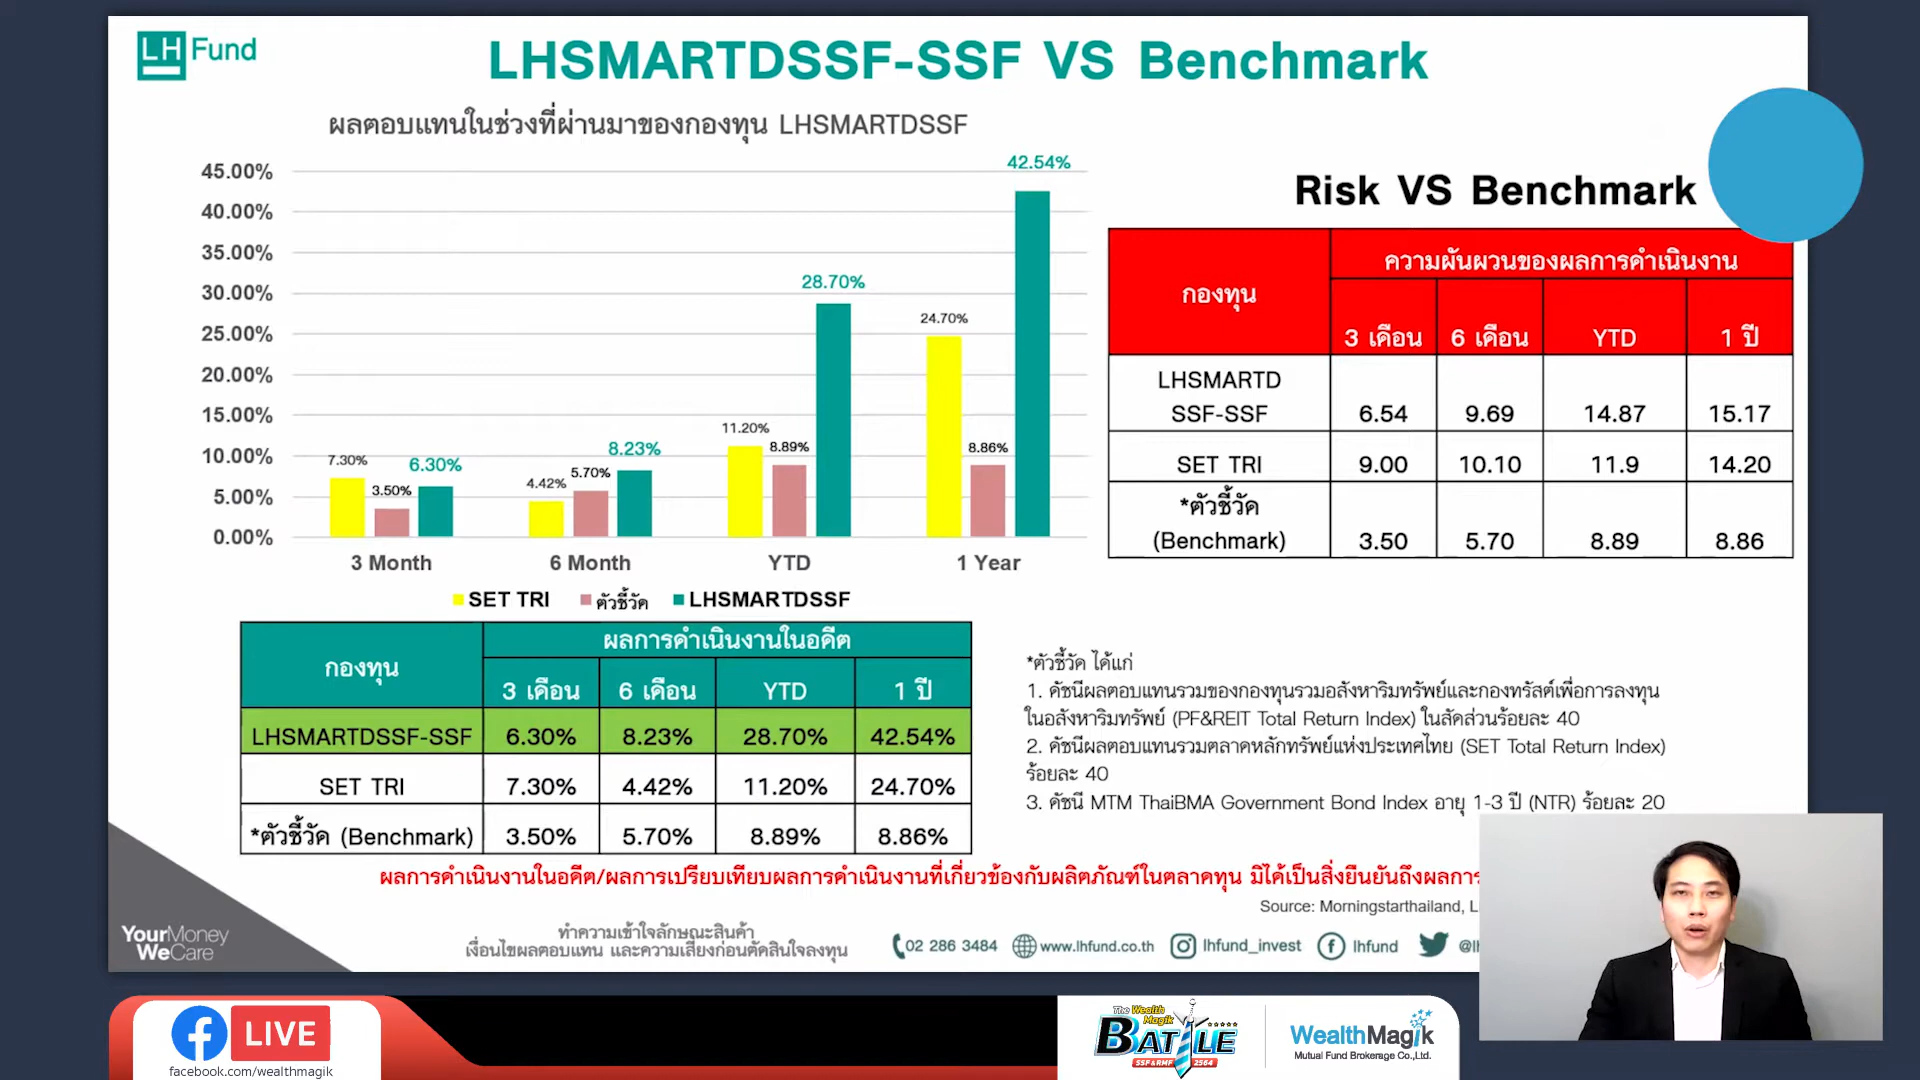 LH Fund
LHSMARTDSSF-SSF VS Benchmark
ผลตอบแทนในช่วงที่ผ่านมาของกองทุน LHSMARTDSSF
45.00%
40.00%
35.00%
30.00%
25.00%
20.00%
15.00%
10.00%
5.00%
0.00%
7.30% 3.50% 6.30%
4.42% 5.70% 8.23%
11.20% 8.89% 28.70%
24.70% 8.86% 42.54%
3 Month 6 Month YTD 1 Year
SET TRI ตัวชี้วัด LHSMARTDSSF
Risk VS Benchmark
กองทุน ความผันผวนของผลการดำเนินงาน
3 เดือน 6 เดือน YTD 1 ปี
LHSMARTD
SSF-SSF 6.54 9.69 14.87 15.17
SET TRI 9.00 10.10 11.9 14.20
*ตัวชี้วัด
(Benchmark) 3.50 5.70 8.89 8.86
กองทุน ผลการดำเนินงานในอดีต
3 เดือน 6 เดือน YTD 1 ปี
LHSMARTDSSF-SSF 6.30% 8.23% 28.70% 42.54%
SET TRI 7.30% 4.42% 11.20% 24.70%
*ตัวชี้วัด (Benchmark) 3.50% 5.70% 8.89% 8.86%
*ตัวชี้วัด ได้แก่
1. ดัชนีผลตอบแทนรวมของกองทุนรวมอสังหาริมทรัพย์และกองทรัสต์เพื่อการลงทุน
ในอสังหาริมทรัพย์ (PF&REIT Total Return Index) ในสัดส่วนร้อยละ 40
2. ดัชนีผลตอบแทนรวมตลาดหลักทรัพย์แห่งประเทศไทย (SET Total Return Index)
ร้อยละ 40
3. ดัชนี MTM ThaiBMA Government Bond Index อายุ 1-3 ปี (NTR) ร้อยละ 20
ผลการดำเนินงานในอดีต/ผลการเปรียบเทียบผลการดำเนินงานที่เกี่ยวข้องกับผลิตภัณฑ์ในตลาดทุน มิได้เป็นสิ่งยืนยันถึงผลการ
Source: Morningstarthailand, L
YourMoney
WeCare
ทำความเข้าใจลักษณะสินค้า
เงื่อนไขผลตอบแทน และความเสี่ยงก่อนตัดสินใจลงทุน
02 286 3484 www.lhfund.co.th lhfund_invest lhfund @lh
LIVE
facebook.com/wealthmagik
The Wealth
Magik
BATTLE
SSF&RMF 2564
WealthMagik
Mutual Fund Brokerage Co.,Ltd.